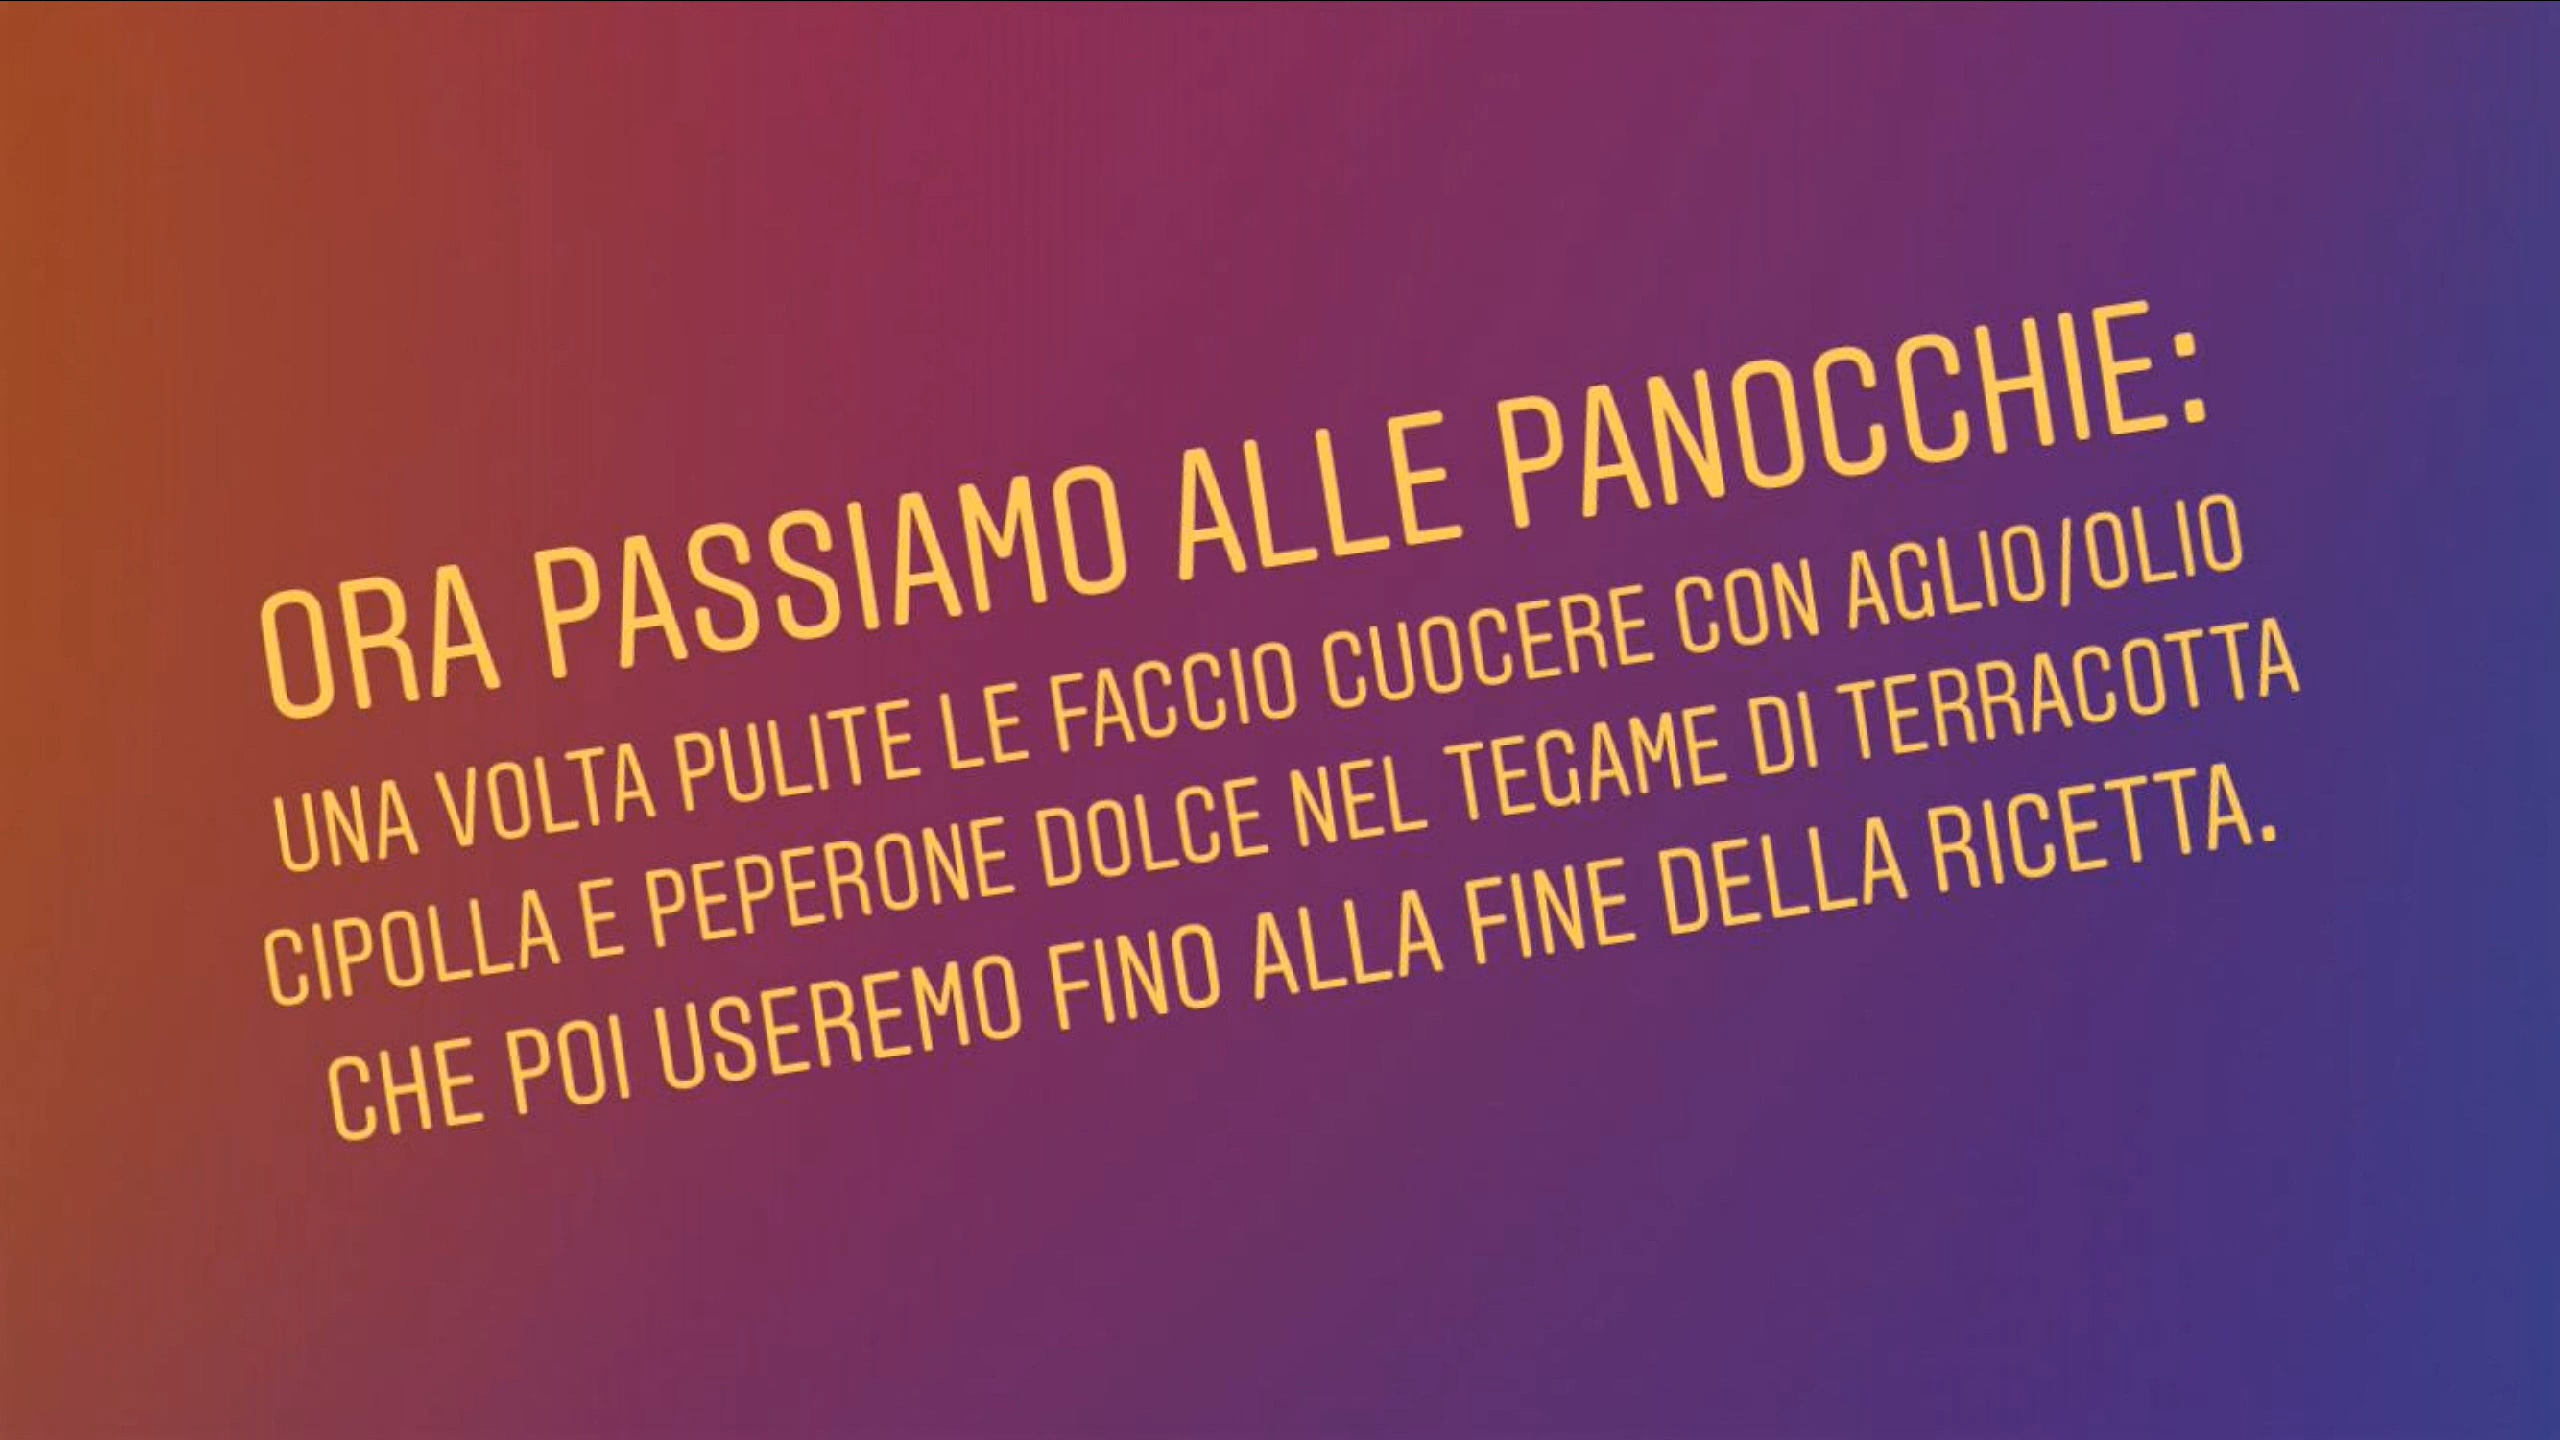 ORA PASSIAMO ALLE PANOCCHIE:
UNA VOLTA PULITE LE FACCIO CUOCERE CON AGLIO/OLIO
CIPOLLA E PEPERONE DOLCE NEL TEGAME DI TERRACOTTA
CHE POI USEREMO FINO ALLA FINE DELLA RICETTA.